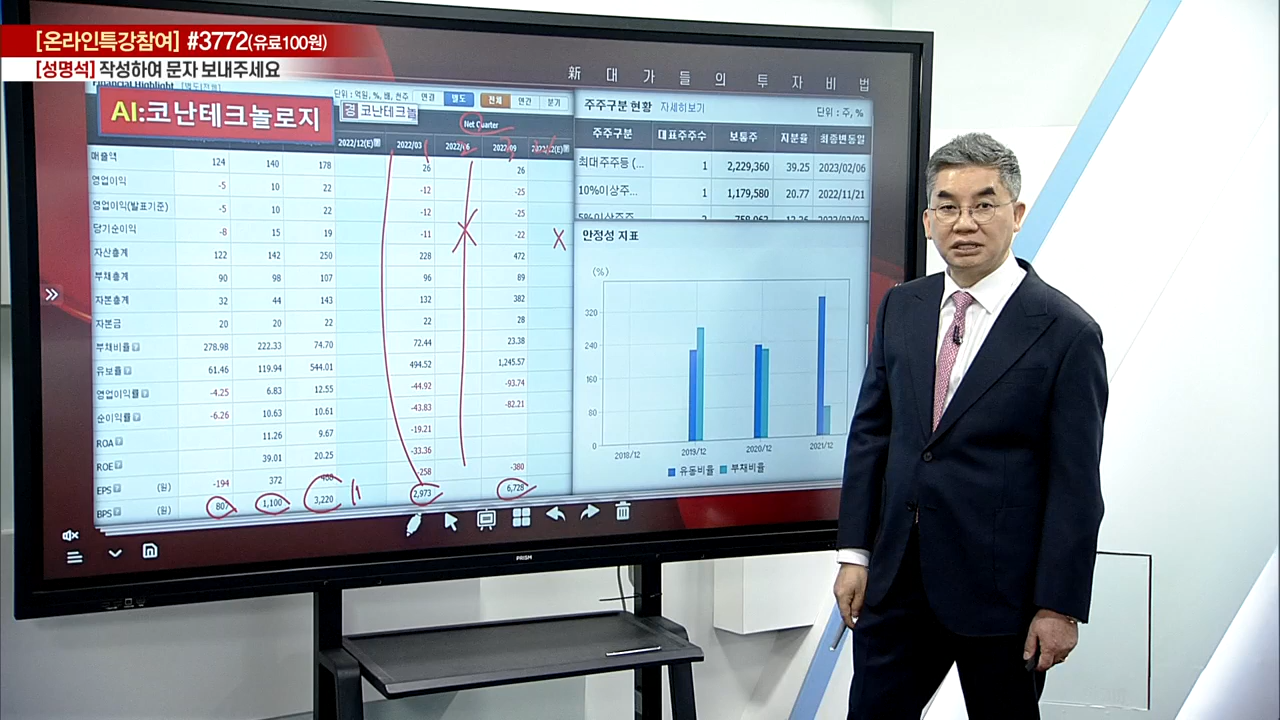 [온라인특강참여] #3772(유료100원)
[성명석] 작성하여 문자 보내주세요
新 대 가 들 의 투 자 비 법
Financial Highlight
단위 : 억원, %, 배, 천주 연결 별도 전체 연간 분기
AI:코난테크놀로지
경 코난테크놀
Net Quarter
2022/12(E) 2022/03 2022/06 2022/09 2022/12(E)
매출액 124 140 178 26 26
영업이익 -5 10 22 -12 -25
영업이익(발표기준) -5 10 22 -12 -25
당기순이익 -8 15 19 -11 -22
자산총계 122 142 250 228 472
부채총계 90 98 107 96 89
자본총계 32 44 143 132 382
자본금 20 20 22 22 28
부채비율 278.98 222.33 74.70 72.44 23.38
유보율 61.46 119.94 544.01 494.52 1,245.57
영업이익률 -4.25 6.83 12.55 -44.92 -93.74
순이익률 -6.26 10.63 10.61 -43.83 -82.21
ROA 11.26 9.67 -19.21
ROE 39.01 20.25 -33.36
EPS (원) -194 372 -258 -380
BPS (원) 807 1,100 3,220 2,973 6,728
주주구분 현황 자세히보기 단위 : 주, %
주주구분 대표주주수 보통주 지분율 최종변동일
최대주주등 (... 1 2,229,360 39.25 2023/02/06
10%이상주... 1 1,179,580 20.77 2022/11/21
안정성 지표
(%)
320
240
160
80
0
2018/12 2019/12 2020/12 2021/12
유동비율 부채비율
PRISM